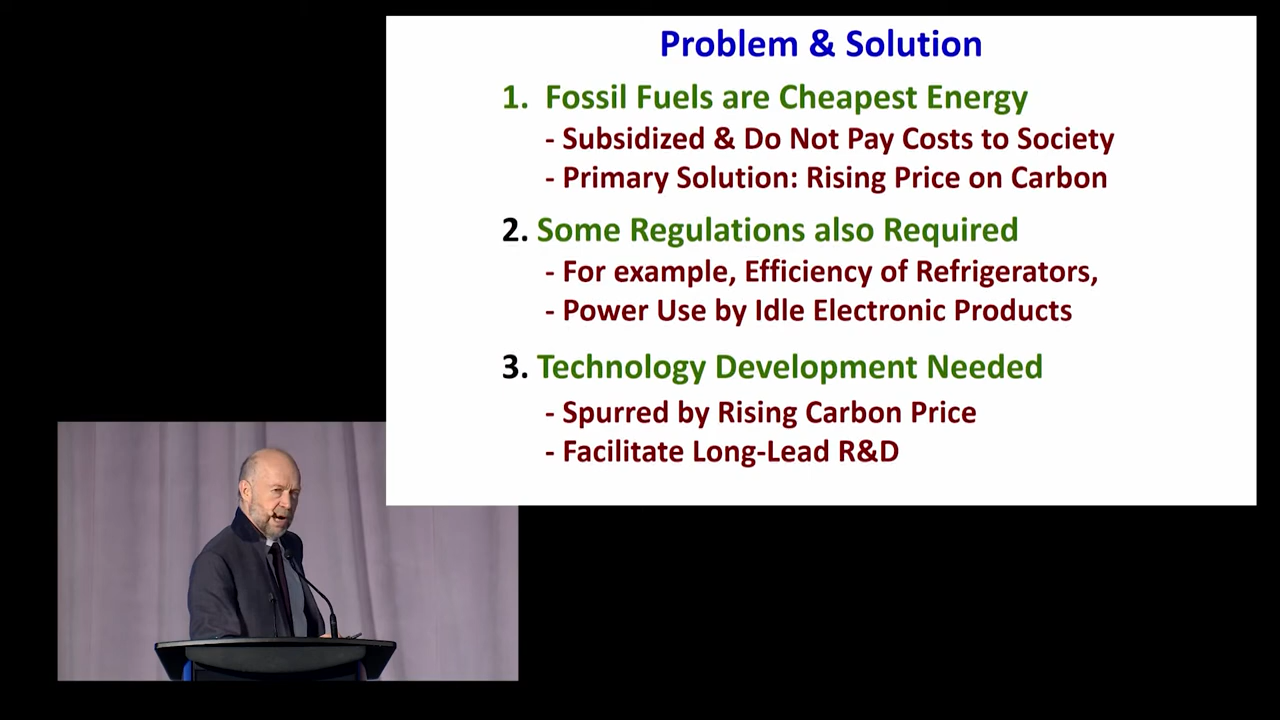 Problem & Solution
1. Fossil Fuels are Cheapest Energy
- Subsidized & Do Not Pay Costs to Society
- Primary Solution: Rising Price on Carbon
2. Some Regulations also Required
- For example, Efficiency of Refrigerators,
- Power Use by Idle Electronic Products
3. Technology Development Needed
- Spurred by Rising Carbon Price
- Facilitate Long-Lead R&D